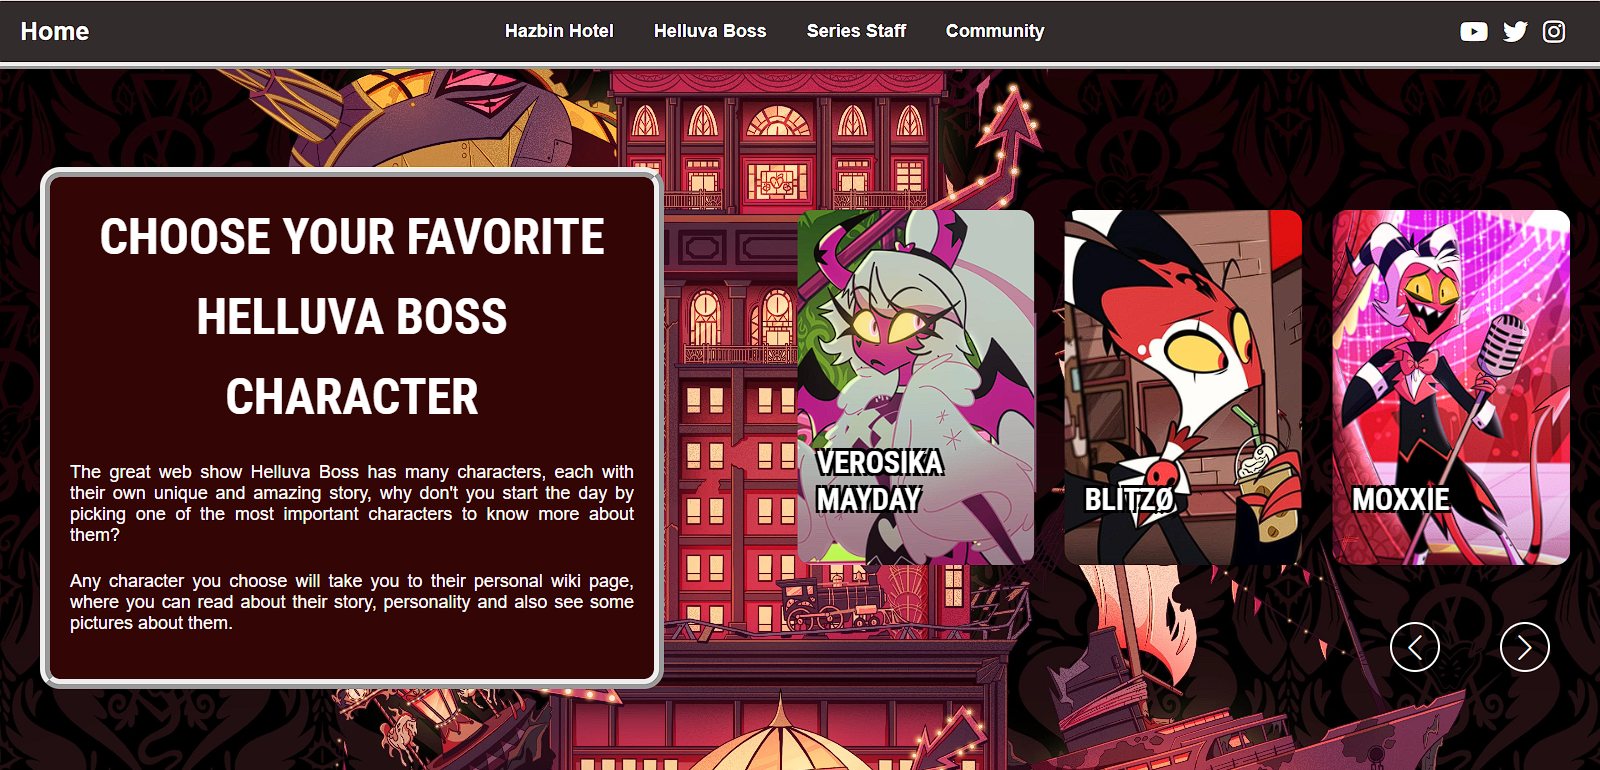 Home
Hazbin Hotel
Helluva Boss
Series Staff
Community
CHOOSE YOUR FAVORITE
HELLUVA BOSS
CHARACTER
The great web show Helluva Boss has many characters, each with
their own unique and amazing story, why don't you start the day by
picking one of the most important characters to know more about
them?
Any character you choose will take you to their personal wiki page,
where you can read about their story, personality and also see some
pictures about them.
VEROSIKA
MAYDAY
BLITZØ
MOXXIE